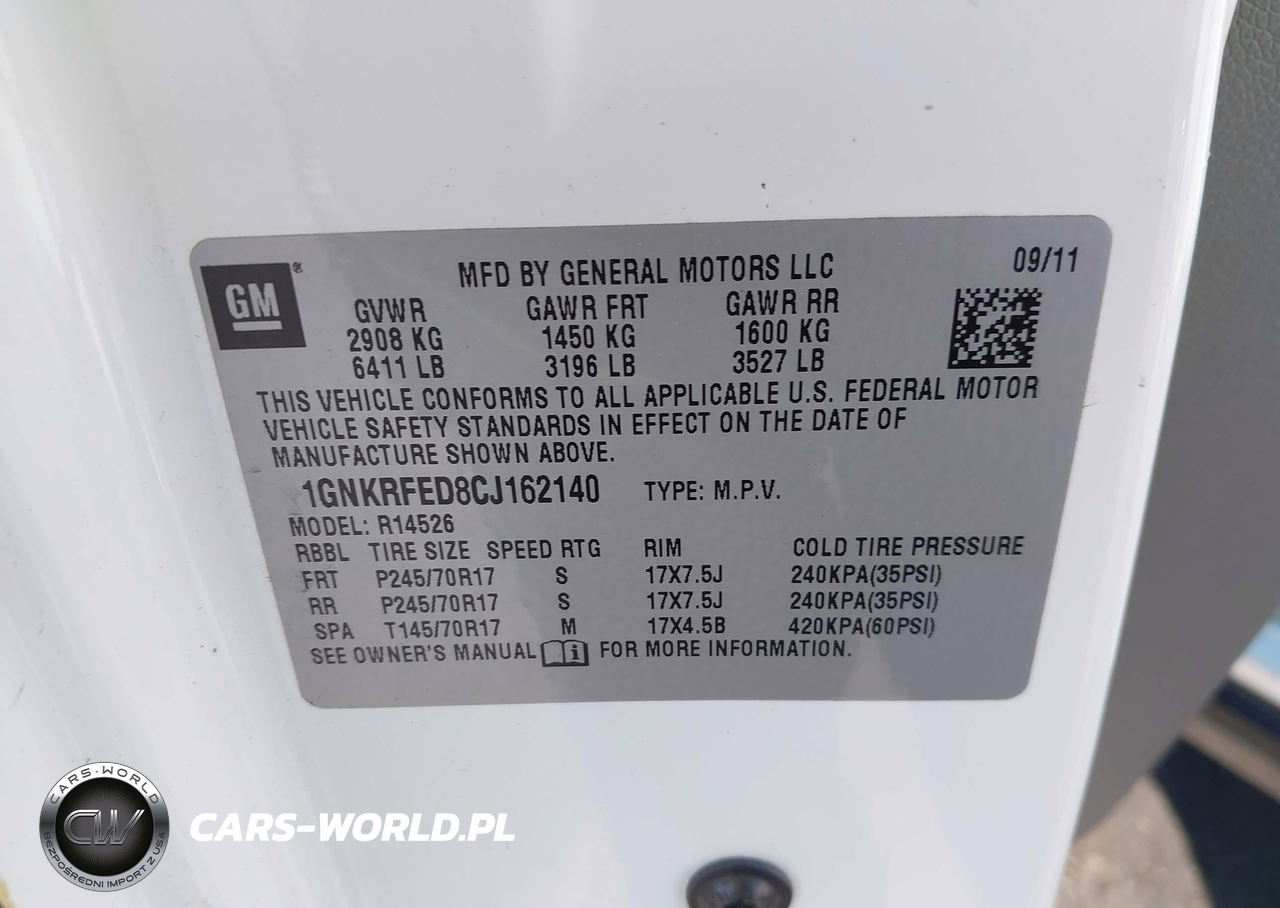 GM ®
MFD BY GENERAL MOTORS LLC 09/11
GVWR GAWR FRT GAWR RR
2908 KG 1450 KG 1600 KG
6411 LB 3196 LB 3527 LB
THIS VEHICLE CONFORMS TO ALL APPLICABLE U.S. FEDERAL MOTOR
VEHICLE SAFETY STANDARDS IN EFFECT ON THE DATE OF
MANUFACTURE SHOWN ABOVE.
1GNKRFED8CJ162140 TYPE: M.P.V.
MODEL: R14526
RBBL TIRE SIZE SPEED RTG RIM COLD TIRE PRESSURE
FRT P245/70R17 S 17X7.5J 240KPA(35PSI)
RR P245/70R17 S 17X7.5J 240KPA(35PSI)
SPA T145/70R17 M 17X4.5B 420KPA(60PSI)
SEE OWNER'S MANUAL i FOR MORE INFORMATION.
CARS-WORLD
CW
BEZPOŚREDNI IMPORT Z USA
CARS-WORLD.PL